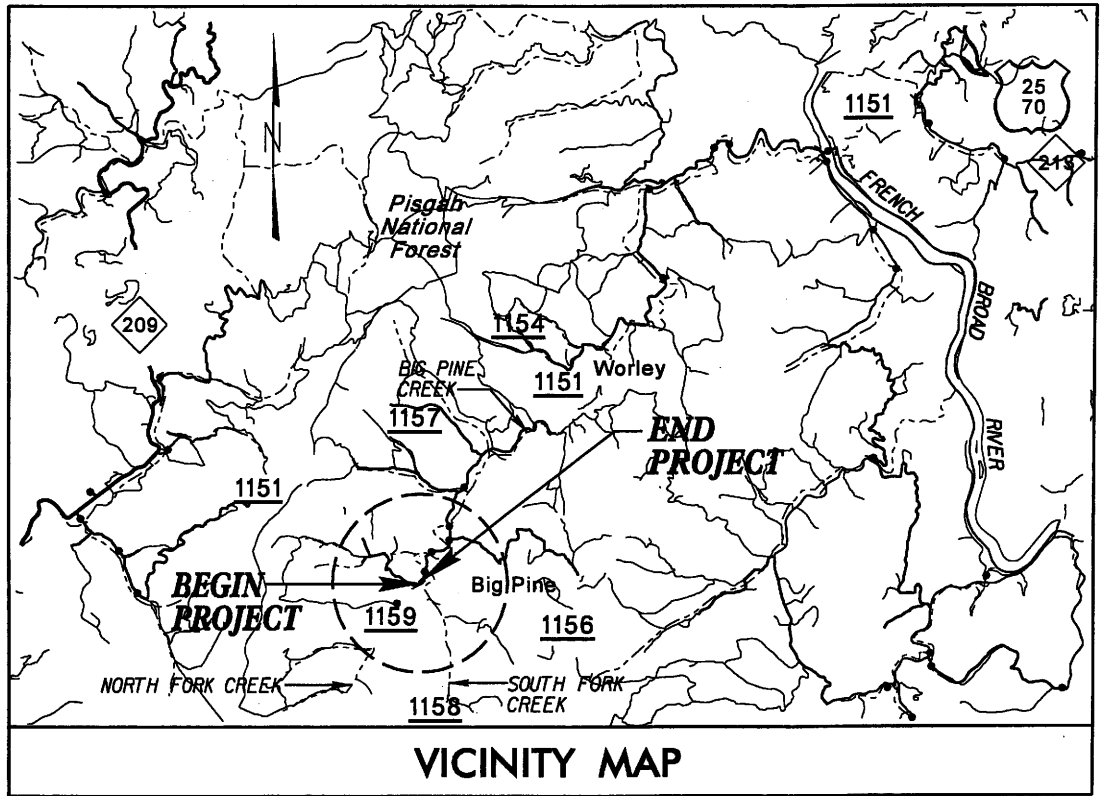 1151
25
70
213
N
FRENCH
BROAD
RIVER
Pisgah
National
Forest
209
1154
BIG PINE
CREEK
1151
Worley
1157
END
PROJECT
1151
BEGIN
PROJECT
Big Pine
1159
1156
NORTH FORK CREEK
SOUTH FORK
CREEK
1158
VICINITY MAP